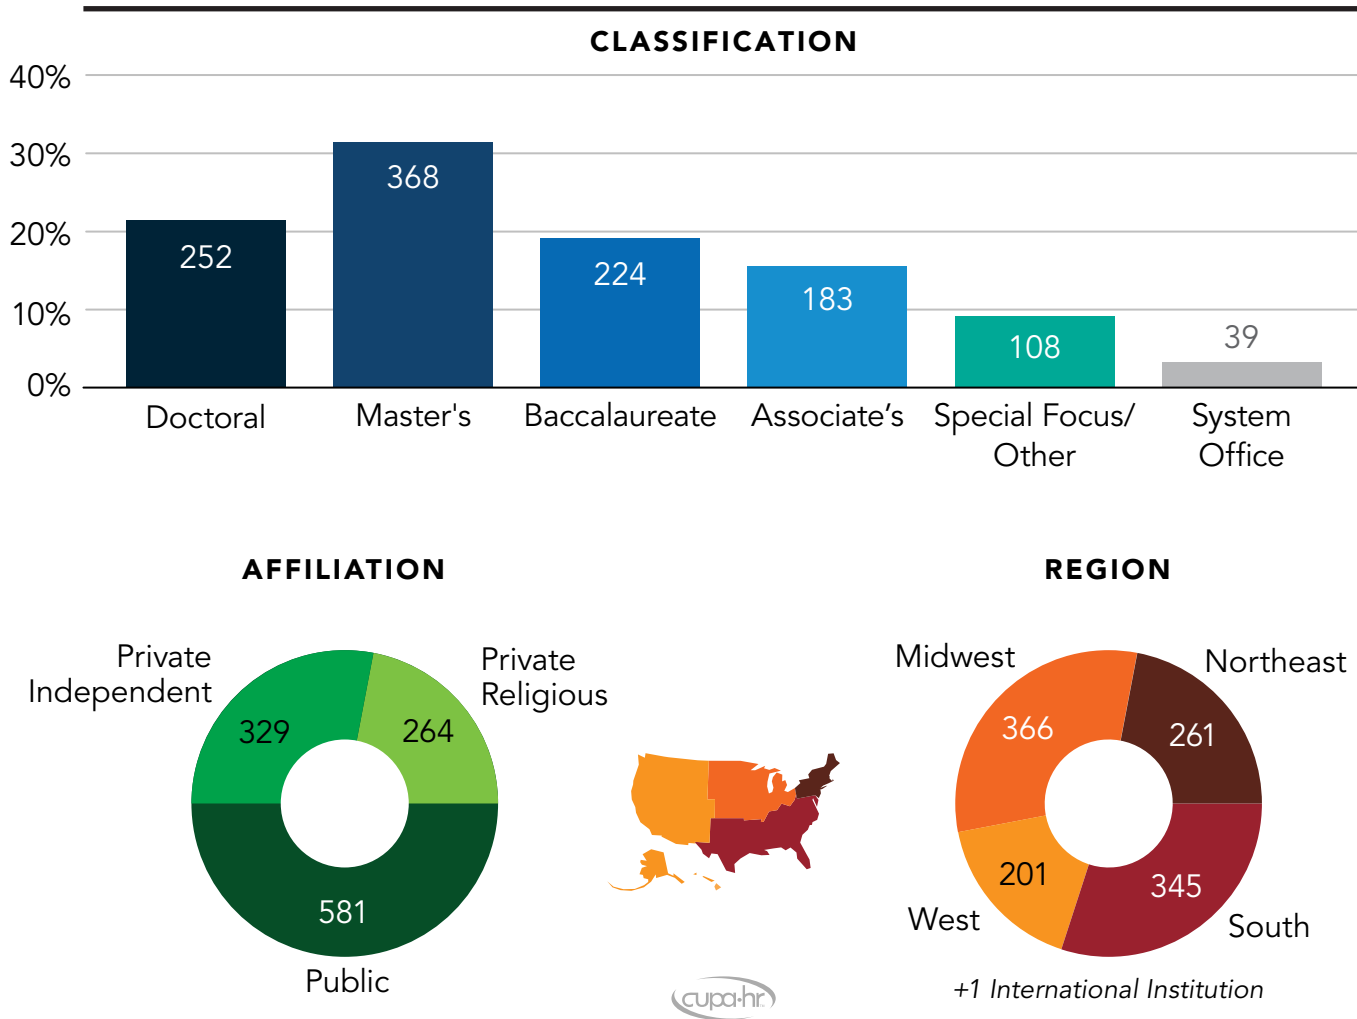 CLASSIFICATION
40%
30%
20%
10%
0%
252
368
224
183
108
39
Doctoral
Master's
Baccalaureate
Associate’s
Special Focus/
Other
System
Office
AFFILIATION
Private
Independent
Private
Religious
329
264
581
Public
REGION
Midwest
Northeast
366
261
201
345
West
South
+1 International Institution
cupa·hr™